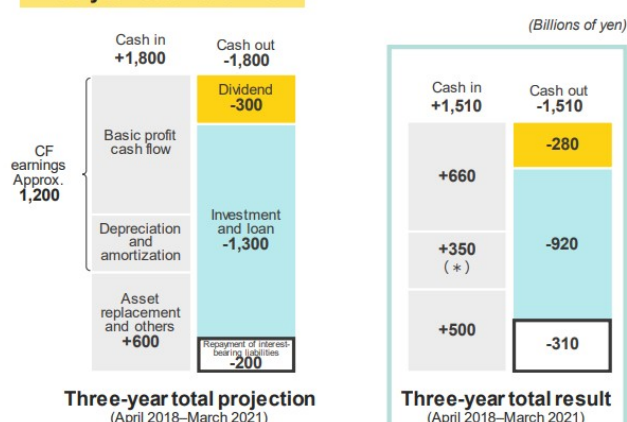 (Billions of yen)
Cash in
+1,800
Cash out
-1,800
CF
earnings
Approx.
1,200
Basic profit
cash flow
Depreciation
and
amortization
Asset
replacement
and others
+600
Dividend
-300
Investment
and loan
-1,300
Repayment of interest-
bearing liabilities
-200
Three-year total projection
(April 2018–March 2021)
Cash in
+1,510
Cash out
-1,510
+660
+350
(*)
+500
-280
-920
-310
Three-year total result
(April 2018–March 2021)